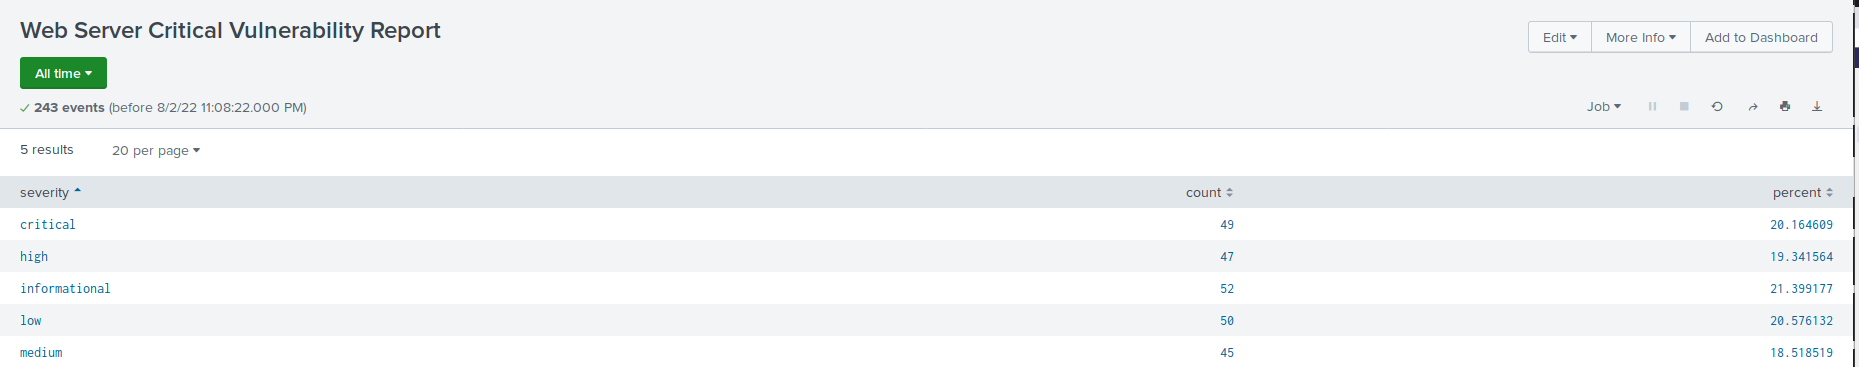 Web Server Critical Vulnerability Report
Edit More Info Add to Dashboard
All time
243 events (before 8/2/22 11:08:22.000 PM)
Job
5 results 20 per page
severity count percent
critical 49 20.164609
high 47 19.341564
informational 52 21.399177
low 50 20.576132
medium 45 18.518519